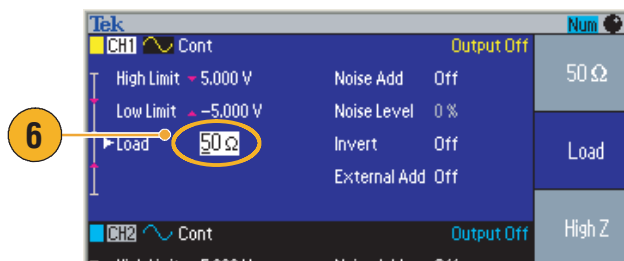 Tek
Num
CH1 Cont
Output Off
High Limit 5.000 V
Noise Add Off
Low Limit −5.000 V
Noise Level 0 %
Load 50 Ω
Invert Off
External Add Off
CH2 Cont
Output Off
50 Ω
Load
High Z
6